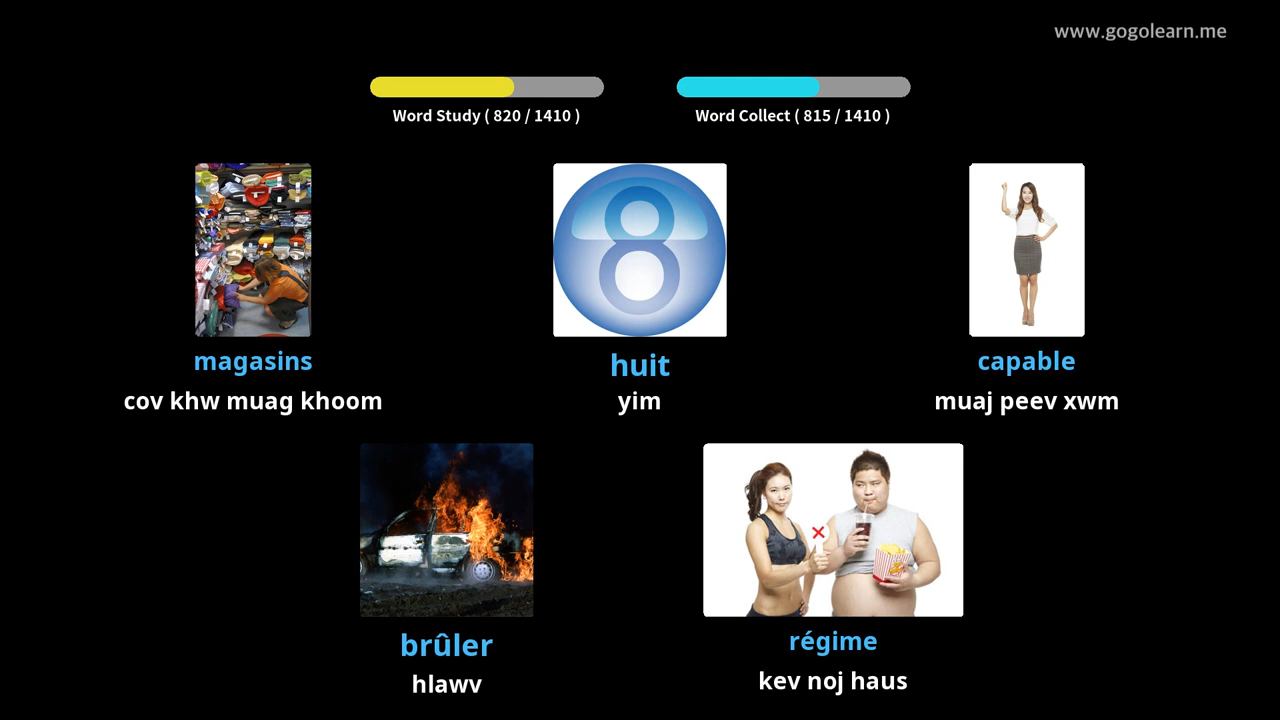 www.gogolearn.me
Word Study ( 820 / 1410 )
Word Collect ( 815 / 1410 )
8
magasins
huit
capable
cov khw muag khoom
yim
muaj peev xwm
brûler
régime
hlawv
kev noj haus